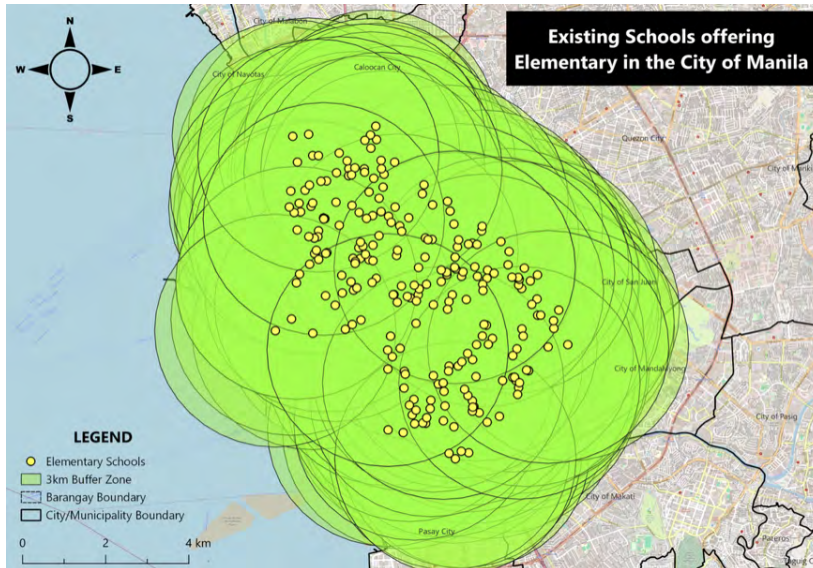 Existing Schools offering
Elementary in the City of Manila
N
W
E
S
City of Malabon
City of Navotas
Caloocan City
Quezon City
City of San Juan
City of Mandaluyong
City of Pasig
City of Makati
Pasay City
Pateros
LEGEND
Elementary Schools
3km Buffer Zone
Barangay Boundary
City/Municipality Boundary
0 2 4 km